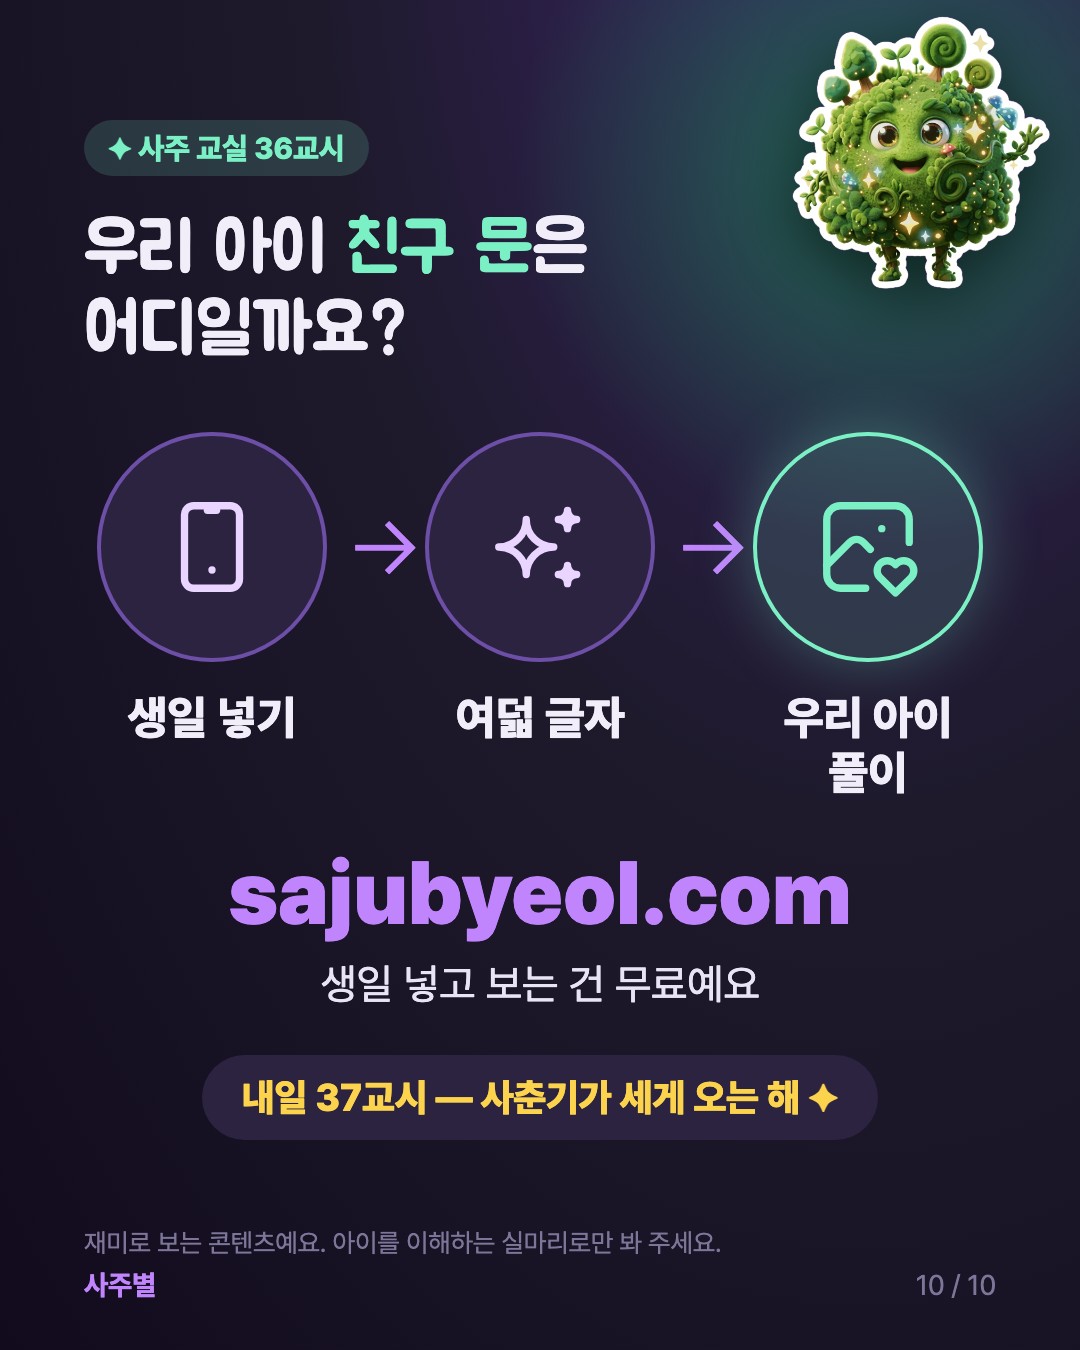 ✦ 사주 교실 36교시
우리 아이 친구 문은
어디일까요?
생일 넣기
여덟 글자
우리 아이
풀이
sajubyeol.com
생일 넣고 보는 건 무료예요
내일 37교시 — 사춘기가 세게 오는 해 ✦
재미로 보는 콘텐츠예요. 아이를 이해하는 실마리로만 봐 주세요.
사주별
10 / 10